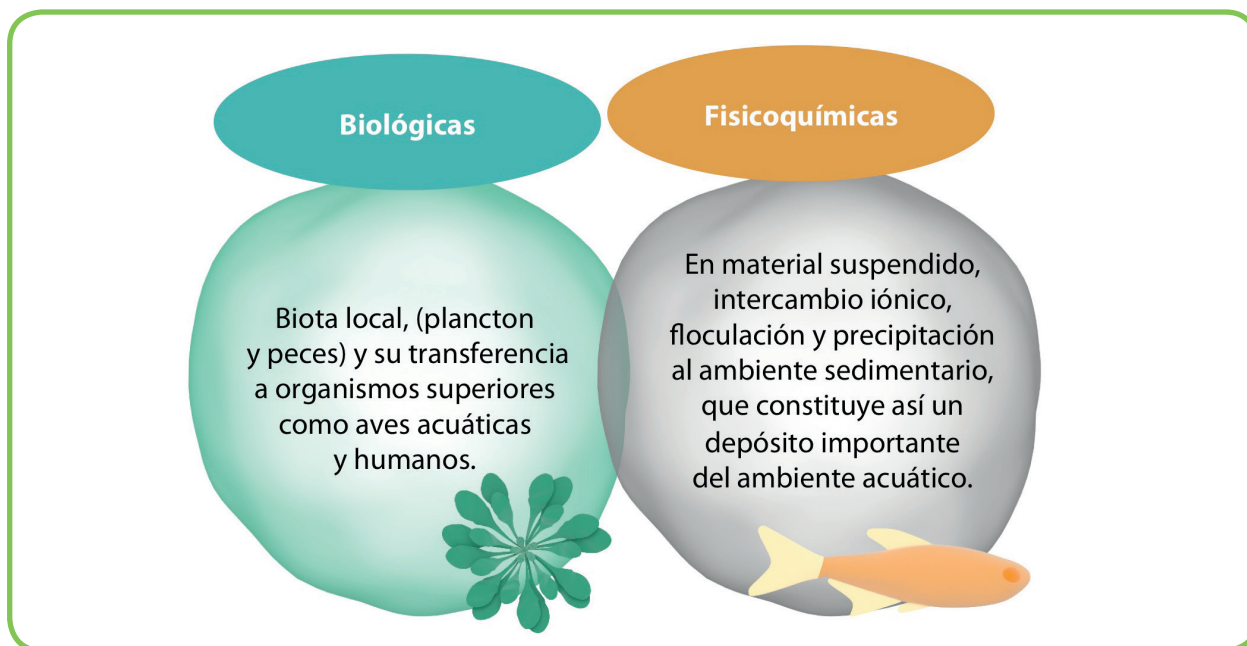 Biológicas
Biota local, (plancton
y peces) y su transferencia
a organismos superiores
como aves acuáticas
y humanos.
Fisicoquímicas
En material suspendido,
intercambio iónico,
floculación y precipitación
al ambiente sedimentario,
que constituye así un
depósito importante
del ambiente acuático.